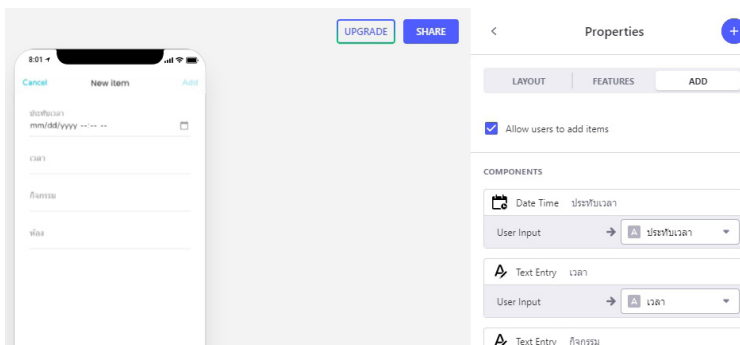 UPGRADE
SHARE
8:01
Cancel
New item
Add
ประทับเวลา
mm/dd/yyyy --:-- --
เวลา
กิจกรรม
ห้อง
Properties
LAYOUT
FEATURES
ADD
Allow users to add items
COMPONENTS
Date Time ประทับเวลา
User Input → A ประทับเวลา
Text Entry เวลา
User Input → A เวลา
Text Entry กิจกรรม